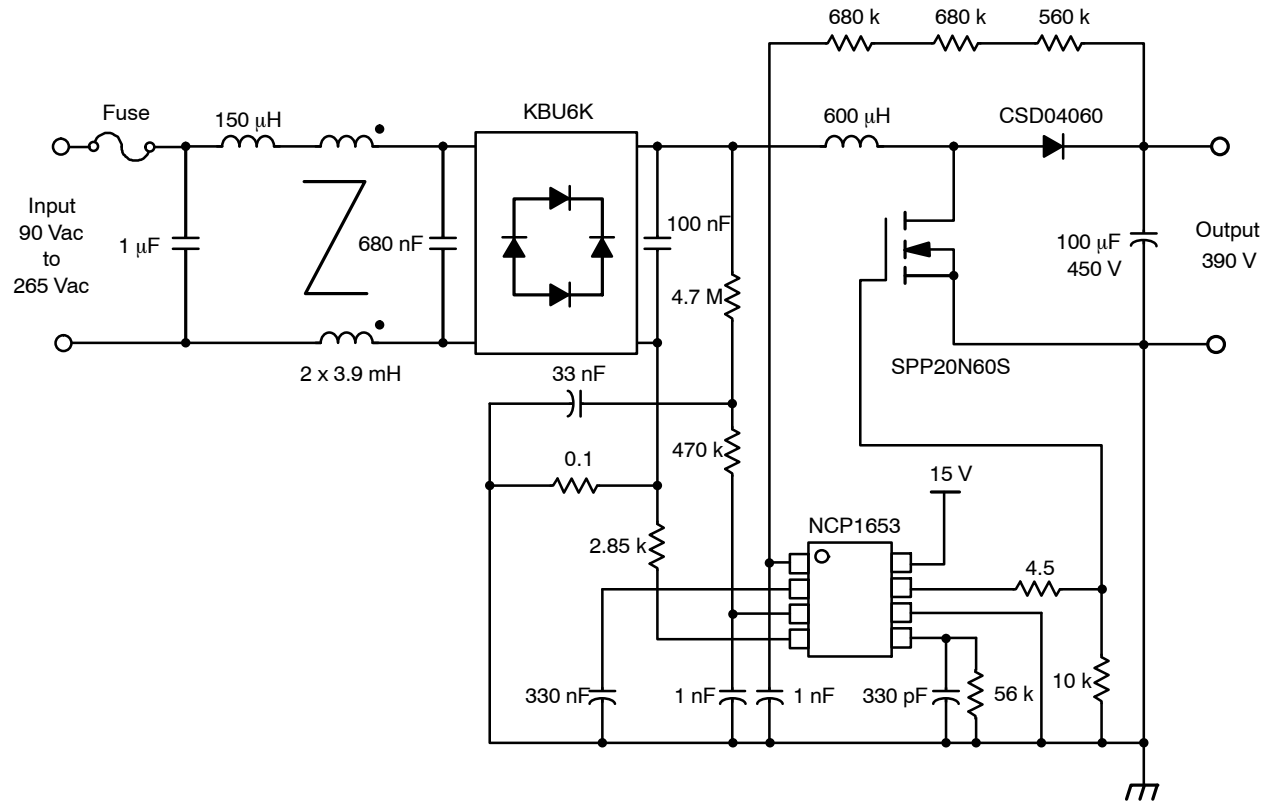 680 k
680 k
560 k
Fuse
150 μH
KBU6K
600 μH
CSD04060
Input
90 Vac
to
265 Vac
1 μF
680 nF
100 nF
100 μF
450 V
Output
390 V
4.7 M
2 x 3.9 mH
SPP20N60S
33 nF
470 k
0.1
15 V
NCP1653
2.85 k
4.5
330 nF
1 nF
1 nF
330 pF
56 k
10 k